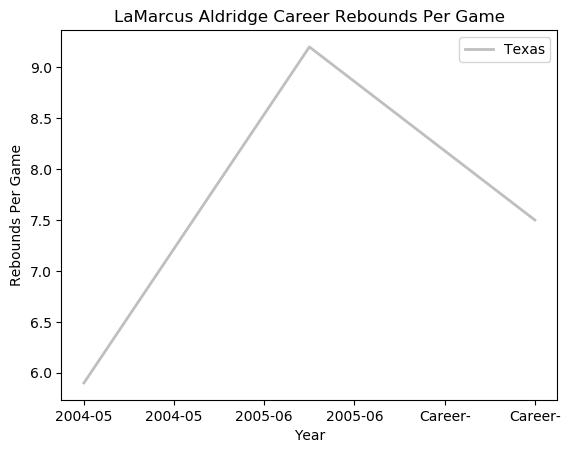 LaMarcus Aldridge Career Rebounds Per Game
Texas
9.0
8.5
8.0
7.5
7.0
6.5
6.0
Rebounds Per Game
2004-05 2004-05 2005-06 2005-06 Career- Career-
Year